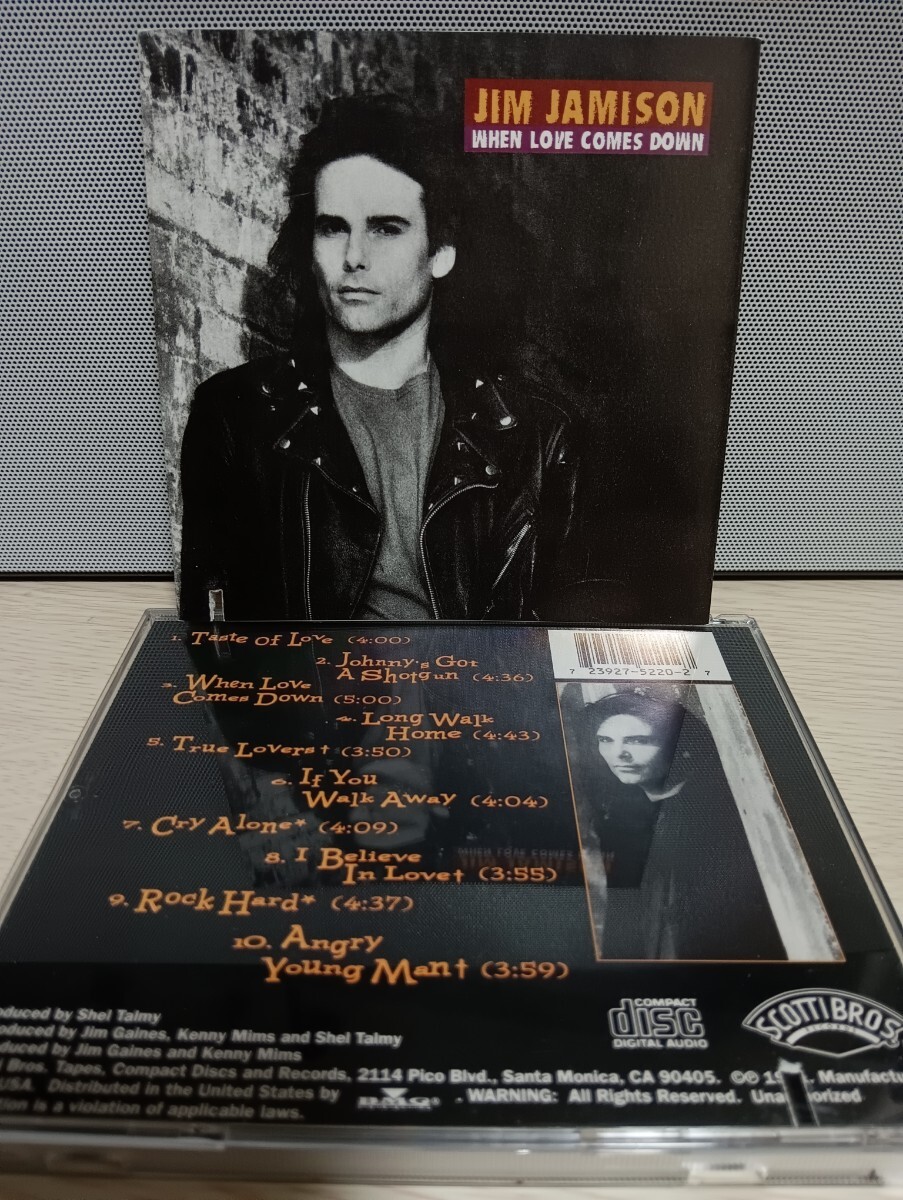 JIM JAMISON
WHEN LOVE COMES DOWN
1. Taste of Love (4:00)
2. Johnny's Got
A Shotgun (4:36)
3. When Love
Comes Down (5:00)
4. Long Walk
Home (4:43)
5. True Lovers† (3:50)
6. If You
Walk Away (4:04)
7. Cry Alone* (4:09)
8. I Believe
In Love† (3:55)
9. Rock Hard* (4:37)
10. Angry
Young Man† (3:59)
7 23927-5220-2 7
oduced by Shel Talmy
oduced by Jim Gaines, Kenny Mims and Shel Talmy
duced by Jim Gaines and Kenny Mims
Bros. Tapes, Compact Discs and Records, 2114 Pico Blvd., Santa Monica, CA 90405. ©℗ Manufactu
USA. Distributed in the United States by BMG. WARNING: All Rights Reserved.
tion is a violation of applicable laws.
COMPACT
disc
DIGITAL AUDIO
SCOTTI BROS
RECORDS